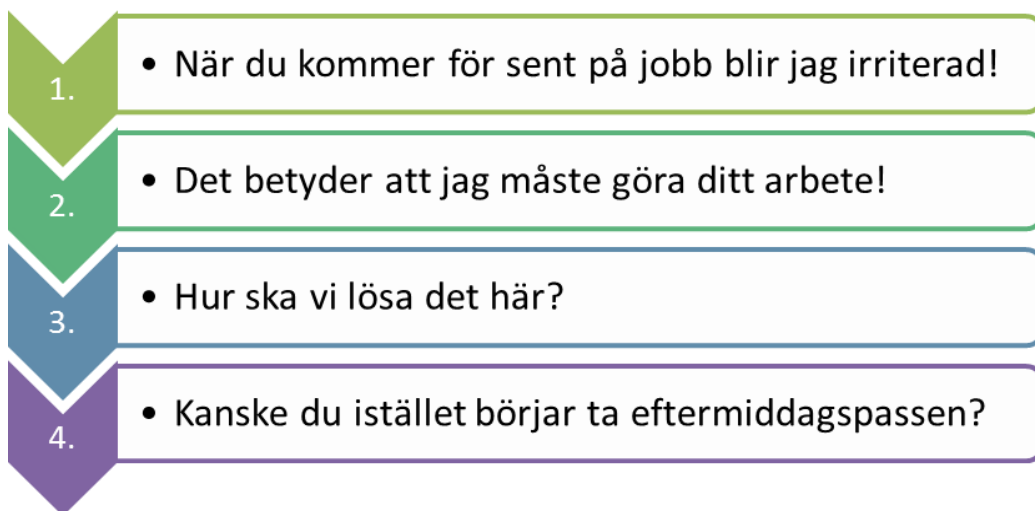 1.
• När du kommer för sent på jobb blir jag irriterad!
2.
• Det betyder att jag måste göra ditt arbete!
3.
• Hur ska vi lösa det här?
4.
• Kanske du istället börjar ta eftermiddagspassen?